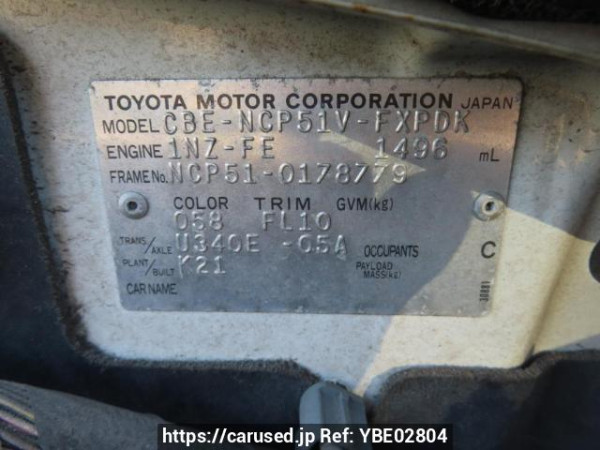 TOYOTA MOTOR CORPORATION JAPAN
MODEL CBE-NCP51V-FXPDK
ENGINE 1NZ-FE 1496 mL
FRAME No. NCP51-0178779
COLOR TRIM GVM(kg)
058 FL10
TRANS/AXLE U340E -05A OCCUPANTS C
PLANT/BUILT K21 PAYLOAD MASS(kg)
CAR NAME
https://carused.jp Ref: YBE02804